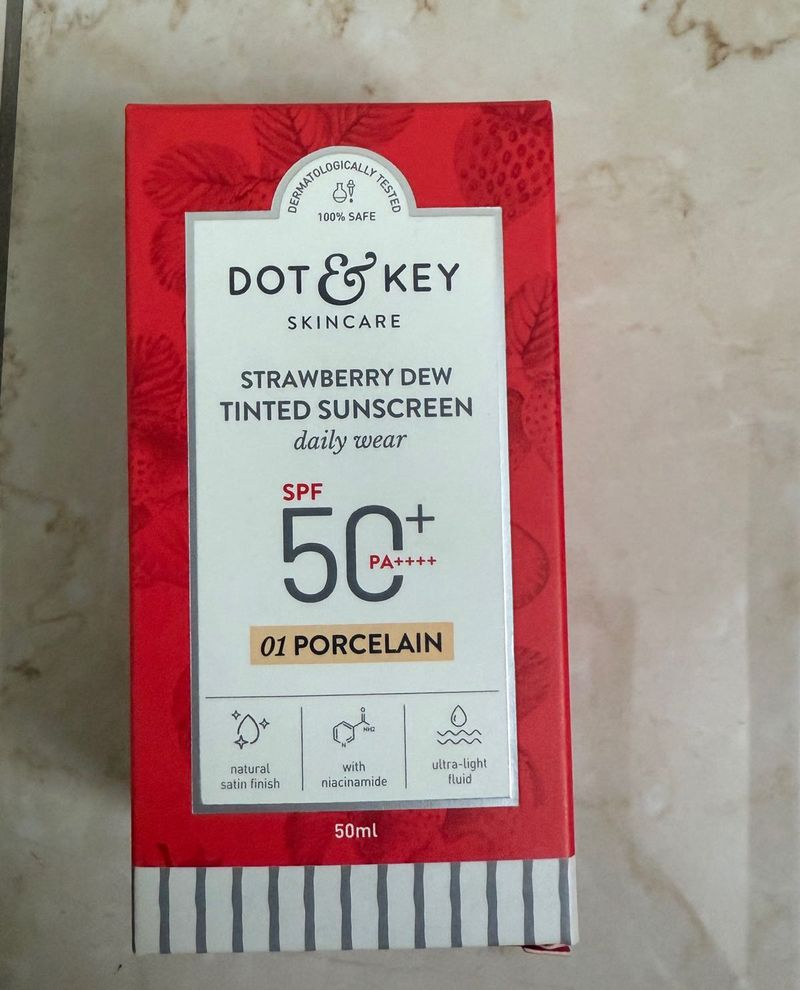 DERMATOLOGICALLY TESTED
100% SAFE
DOT & KEY
SKINCARE
STRAWBERRY DEW
TINTED SUNSCREEN
daily wear
SPF
50+
PA++++
01 PORCELAIN
natural
satin finish
N
O
NH2
with
niacinamide
ultra-light
fluid
50ml